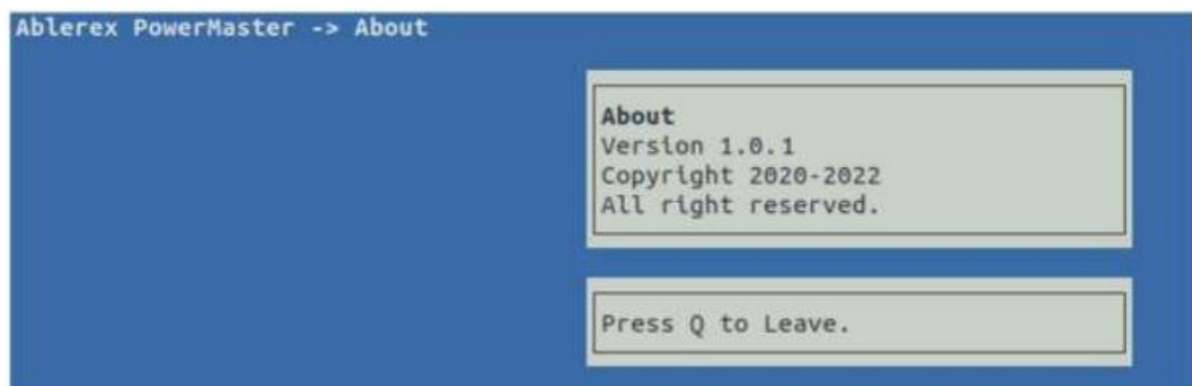 Ablerex PowerMaster -> About
About
Version 1.0.1
Copyright 2020-2022
All right reserved.
Press Q to Leave.